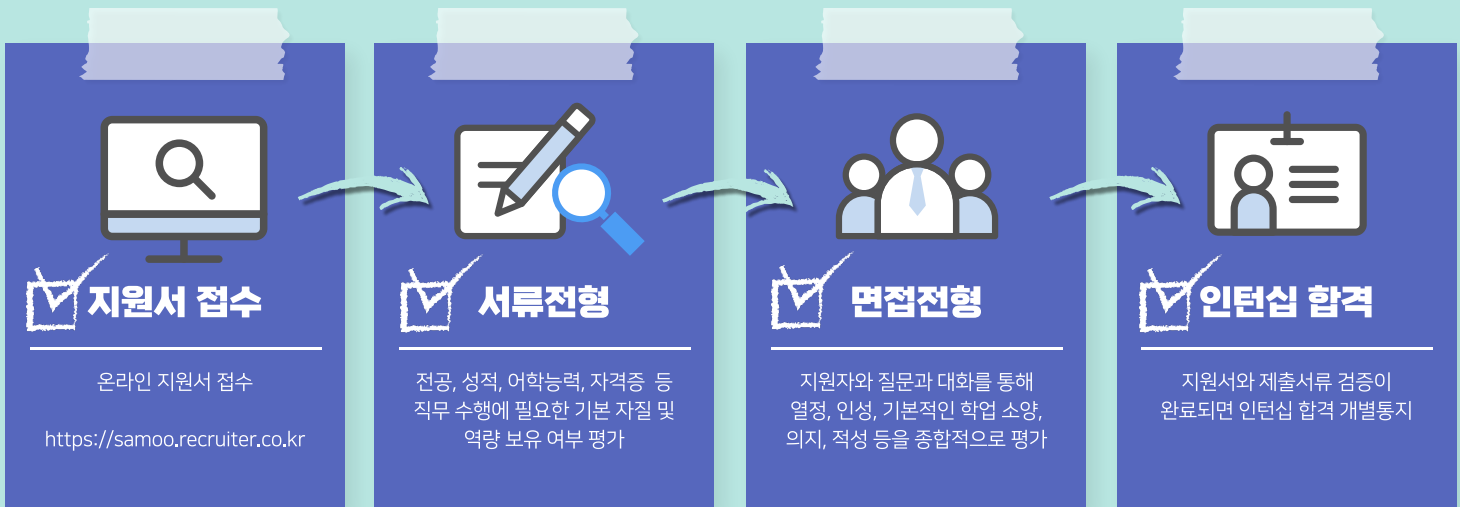 지원서 접수
온라인 지원서 접수
https://samoo.recruiter.co.kr
서류전형
전공, 성적, 어학능력, 자격증 등
직무 수행에 필요한 기본 자질 및
역량 보유 여부 평가
면접전형
지원자와 질문과 대화를 통해
열정, 인성, 기본적인 학업 소양,
의지, 적성 등을 종합적으로 평가
인턴십 합격
지원서와 제출서류 검증이
완료되면 인턴십 합격 개별통지